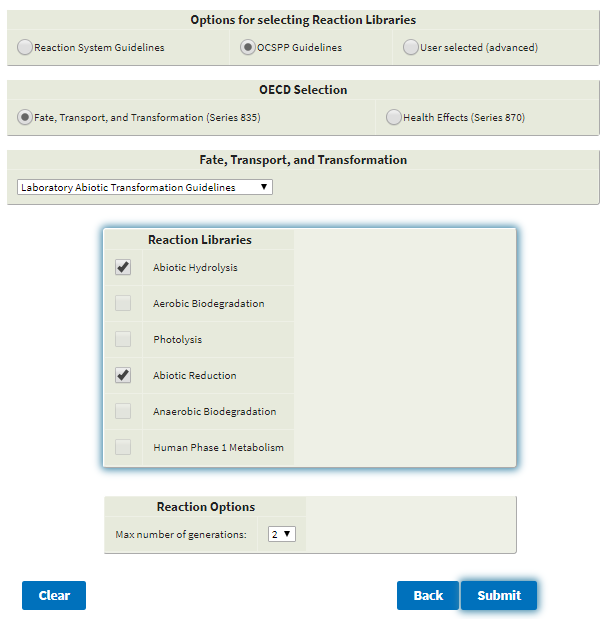 Options for selecting Reaction Libraries
Reaction System Guidelines OCSPP Guidelines User selected (advanced)
OECD Selection
Fate, Transport, and Transformation (Series 835) Health Effects (Series 870)
Fate, Transport, and Transformation
Laboratory Abiotic Transformation Guidelines
Reaction Libraries
Abiotic Hydrolysis
Aerobic Biodegradation
Photolysis
Abiotic Reduction
Anaerobic Biodegradation
Human Phase 1 Metabolism
Reaction Options
Max number of generations: 2
Clear Back Submit